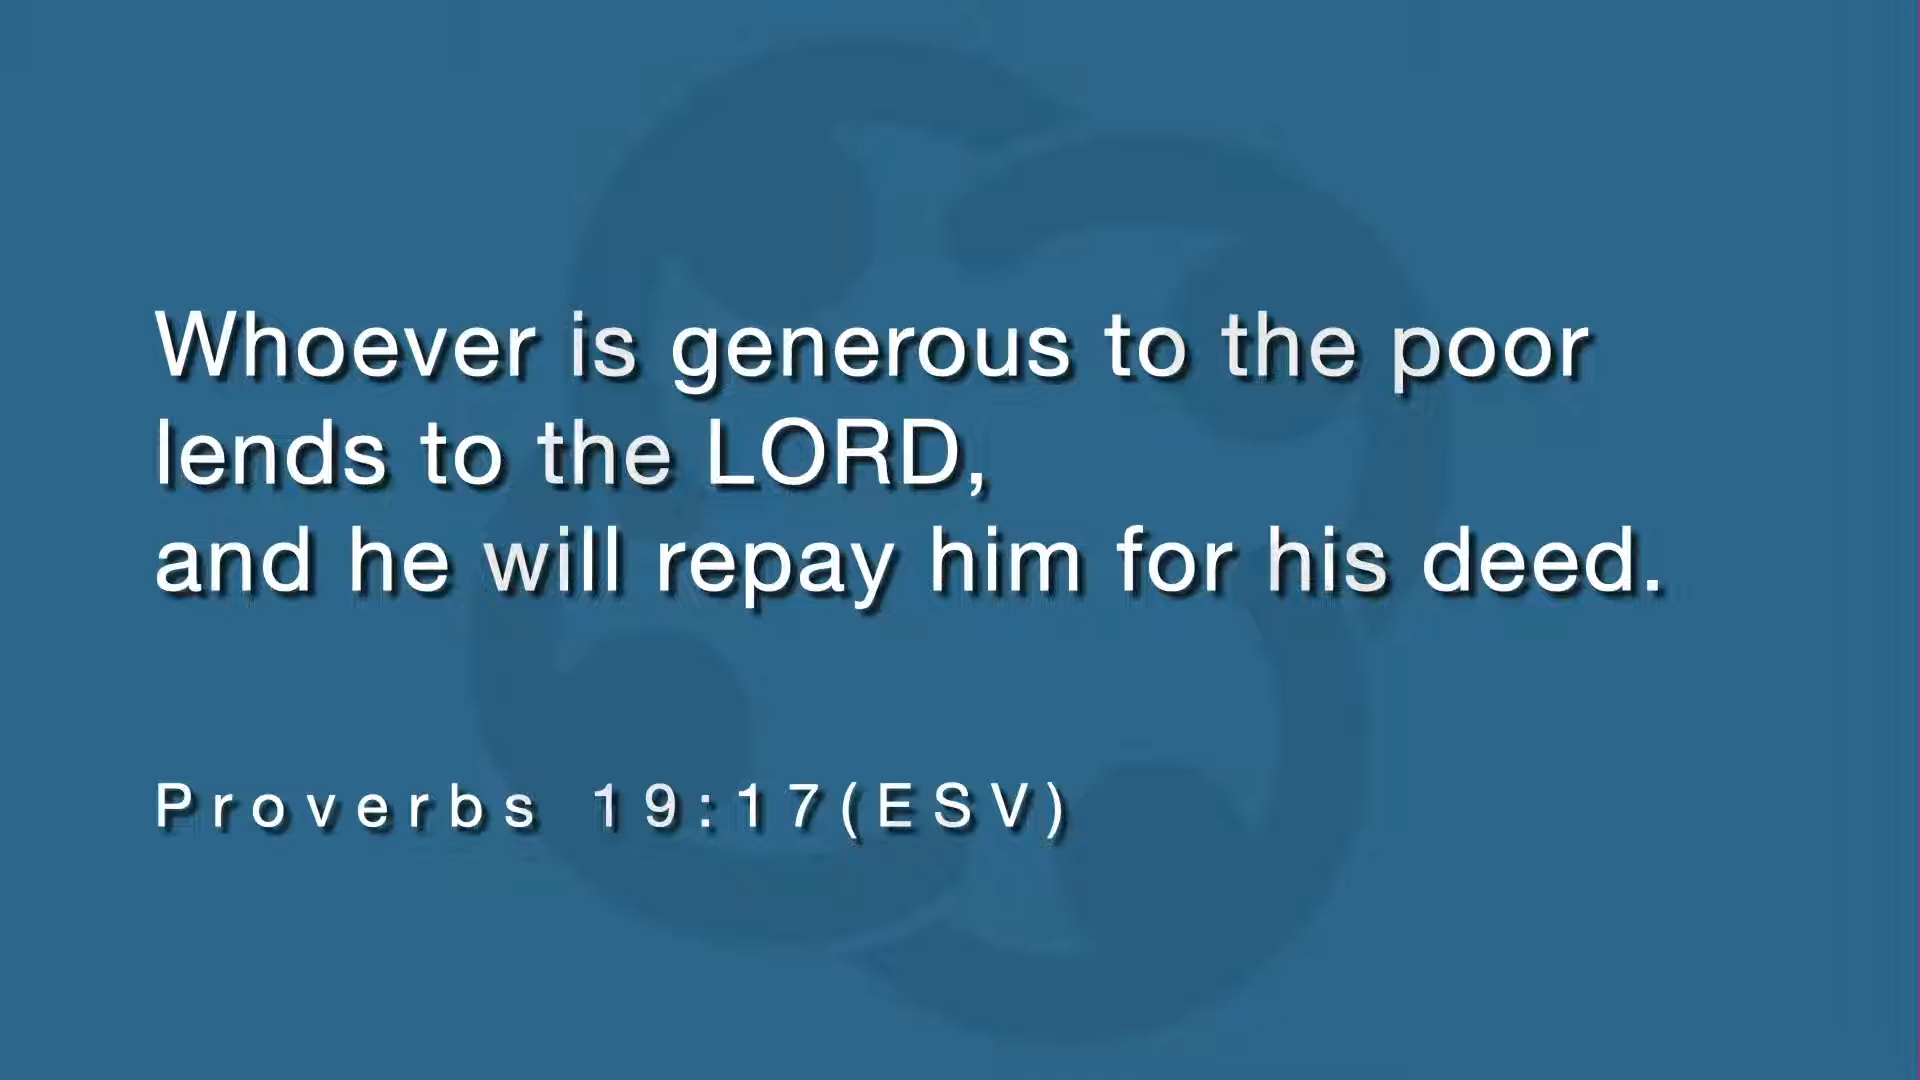 Whoever is generous to the poor
lends to the LORD,
and he will repay him for his deed.
Proverbs 19:17(ESV)